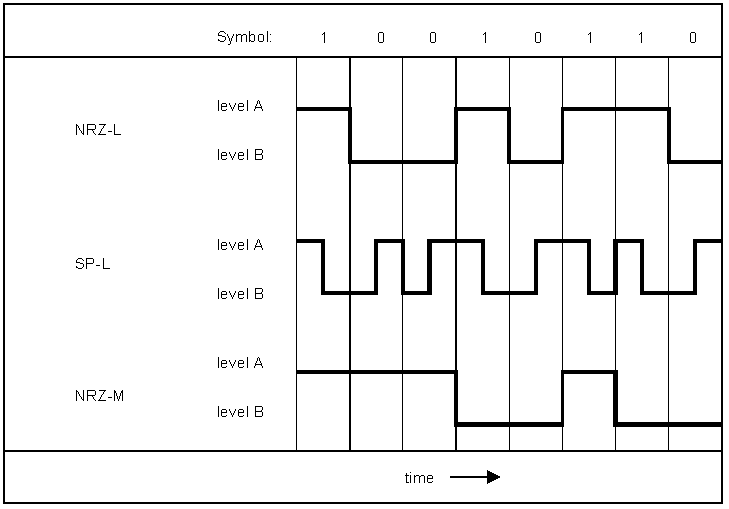 Symbol: 1 0 0 1 0 1 1 0
level A
NRZ-L
level B
level A
SP-L
level B
level A
NRZ-M
level B
time